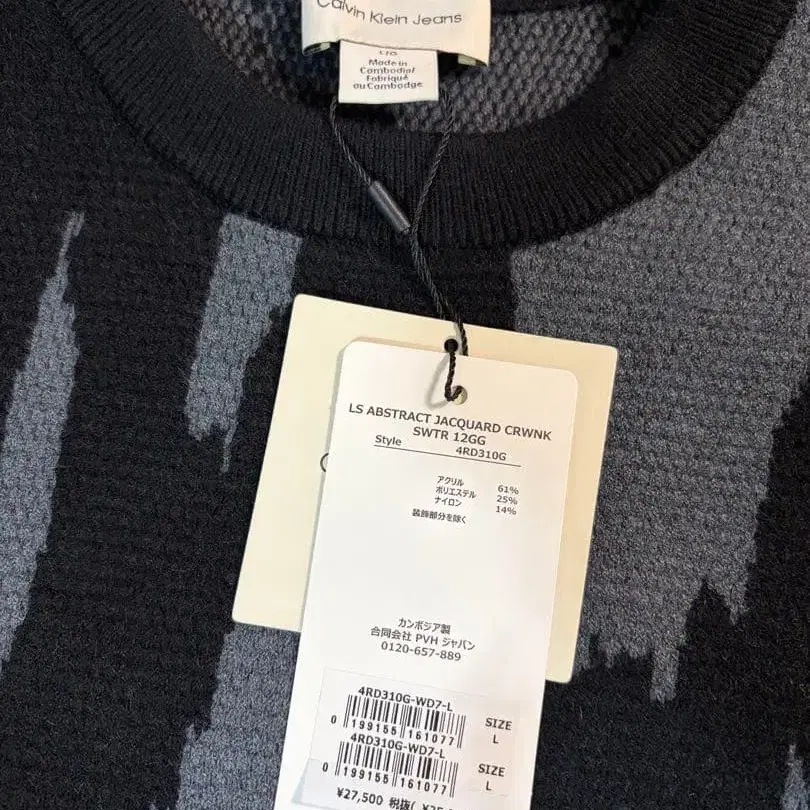 Calvin Klein Jeans
L/G
Made in
Cambodia/
Fabriqué
au Cambodge
LS ABSTRACT JACQUARD CRWNK
SWTR 12GG
Style 4RD310G
アクリル 61%
ポリエステル 25%
ナイロン 14%
装飾部分を除く
カンボジア製
合同会社 PVH ジャパン
0120-657-889
4RD310G-WD7-L
SIZE
L
0 199155 161077
4RD310G-WD7-L
SIZE
L
0 199155 161077
¥27,500 税抜(